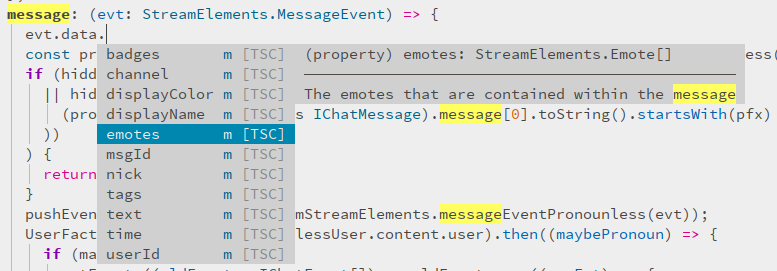 message: (evt: StreamElements.MessageEvent) => {
evt.data.
const pr badges m [TSC] (property) emotes: StreamElements.Emote[] ess(
if (hidd channel m [TSC]
|| hid displayColor m [TSC] The emotes that are contained within the message
(pro displayName m [TSC] s IChatMessage).message[0].toString().startsWith(pfx)
)) emotes m [TSC]
) { msgId m [TSC]
return nick m [TSC]
} tags m [TSC]
pushEven text m [TSC] mStreamElements.messageEventPronounless(evt));
UserFact time m [TSC] lessUser.content.user).then((maybePronoun) => {
if (ma userId m [TSC]